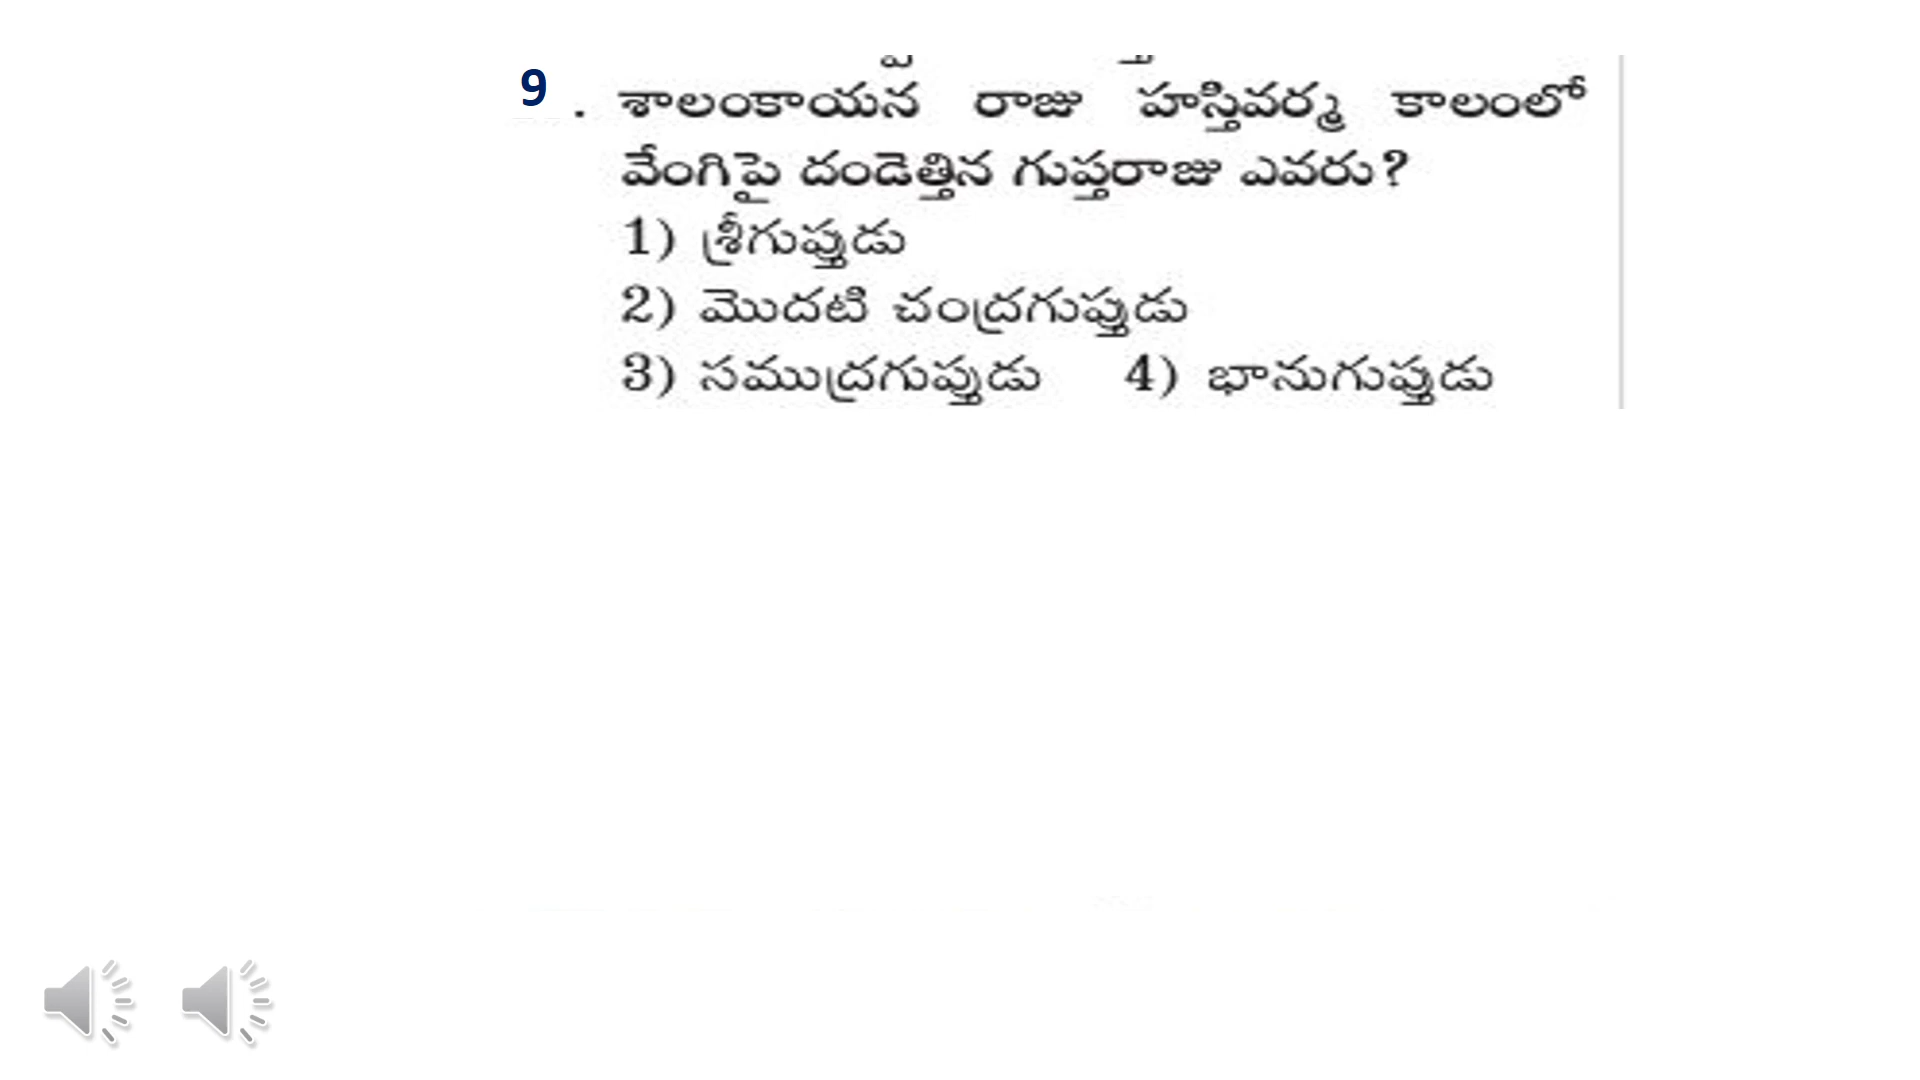 9 . శాలంకాయన రాజు హస్తివర్మ కాలంలో
వేంగిపై దండెత్తిన గుప్తరాజు ఎవరు?
1) శ్రీగుప్తుడు
2) మొదటి చంద్రగుప్తుడు
3) సముద్రగుప్తుడు 4) భానుగుప్తుడు